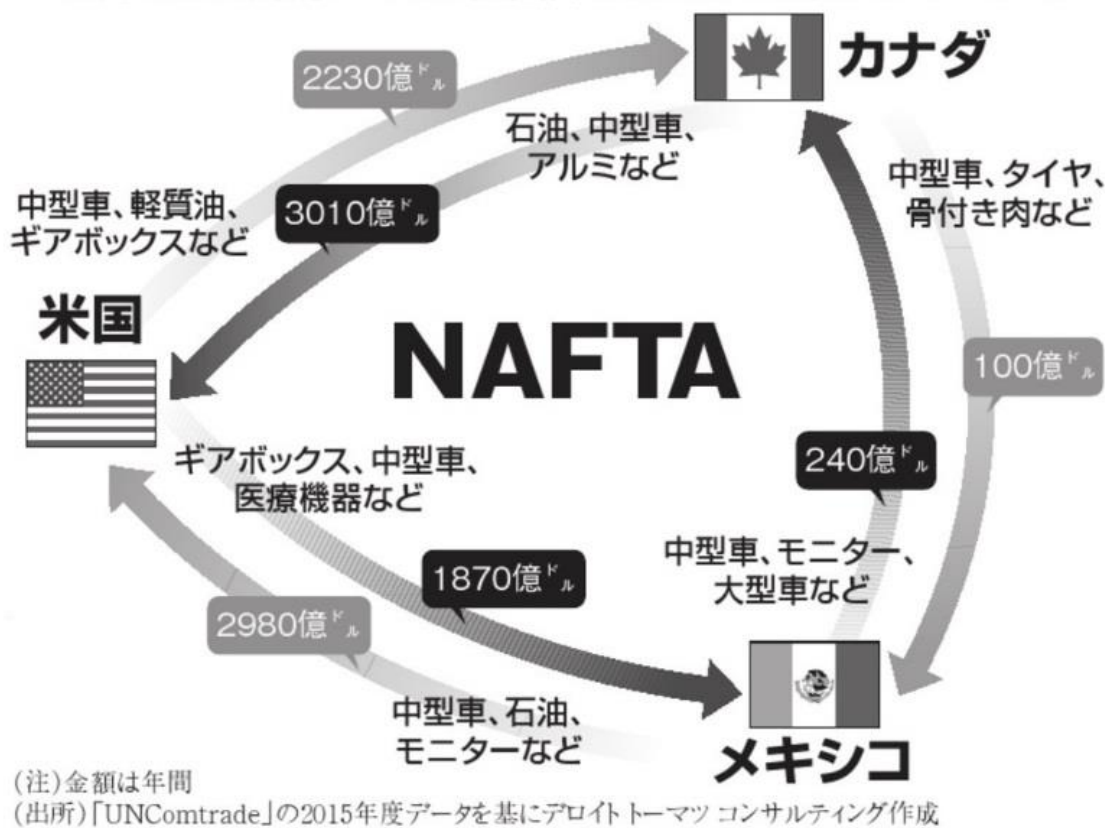 カナダ
2230億ドル
石油、中型車、
アルミなど
中型車、タイヤ、
骨付き肉など
中型車、軽質油、
ギアボックスなど
3010億ドル
米国
NAFTA
100億ドル
ギアボックス、中型車、
医療機器など
240億ドル
中型車、モニター、
大型車など
1870億ドル
2980億ドル
中型車、石油、
モニターなど
メキシコ
(注)金額は年間
(出所)「UNComtrade」の2015年度データを基にデロイト トーマツ コンサルティング作成